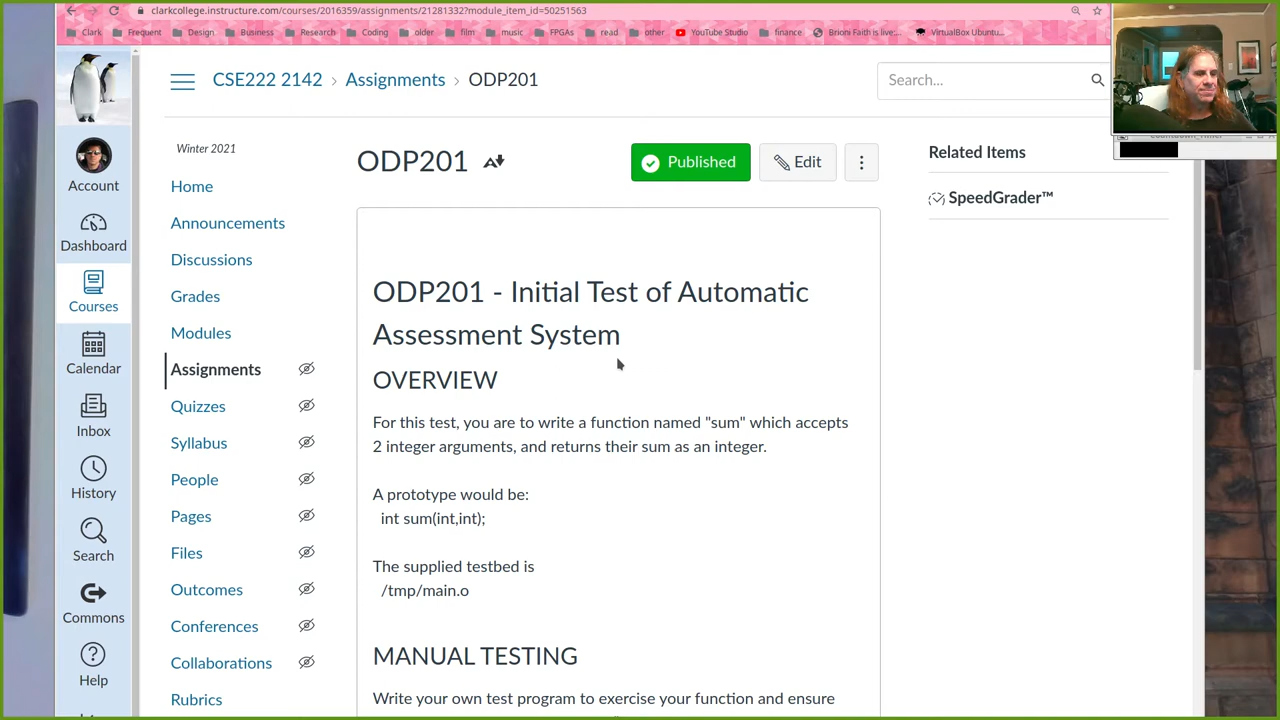 clarkcollege.instructure.com/courses/2016359/assignments/21281332?module_item_id=50251563
Clark Frequent Design Business Research Coding older film music FPGAs read other YouTube Studio finance Brioni Faith is live:... VirtualBox Ubuntu...
CSE222 2142 › Assignments › ODP201
Search...
Account
Dashboard
Courses
Calendar
Inbox
History
Search
Commons
Help
Winter 2021
Home
Announcements
Discussions
Grades
Modules
Assignments
Quizzes
Syllabus
People
Pages
Files
Outcomes
Conferences
Collaborations
Rubrics
ODP201
Published
Edit
ODP201 - Initial Test of Automatic
Assessment System
OVERVIEW
For this test, you are to write a function named "sum" which accepts
2 integer arguments, and returns their sum as an integer.
A prototype would be:
int sum(int,int);
The supplied testbed is
/tmp/main.o
MANUAL TESTING
Write your own test program to exercise your function and ensure
Related Items
SpeedGrader™